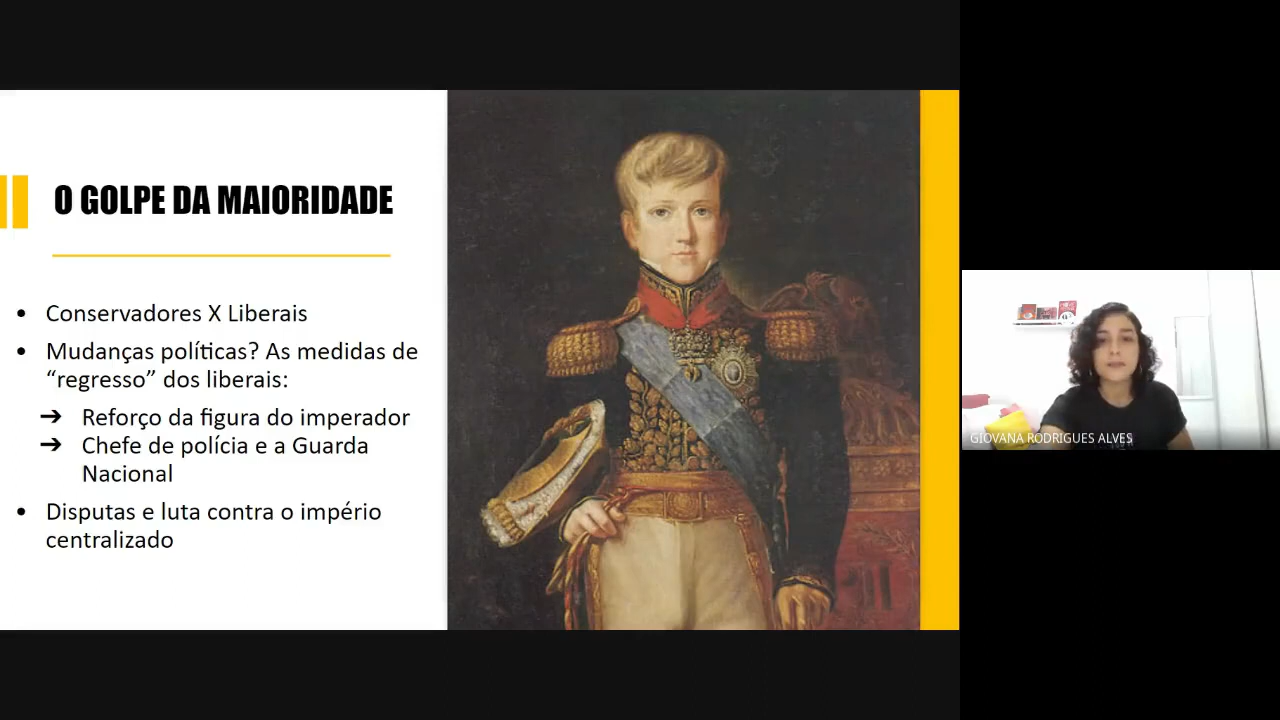 O GOLPE DA MAIORIDADE
• Conservadores X Liberais
• Mudanças políticas? As medidas de
“regresso” dos liberais:
➔ Reforço da figura do imperador
➔ Chefe de polícia e a Guarda
Nacional
• Disputas e luta contra o império
centralizado
GIOVANA RODRIGUES ALVES